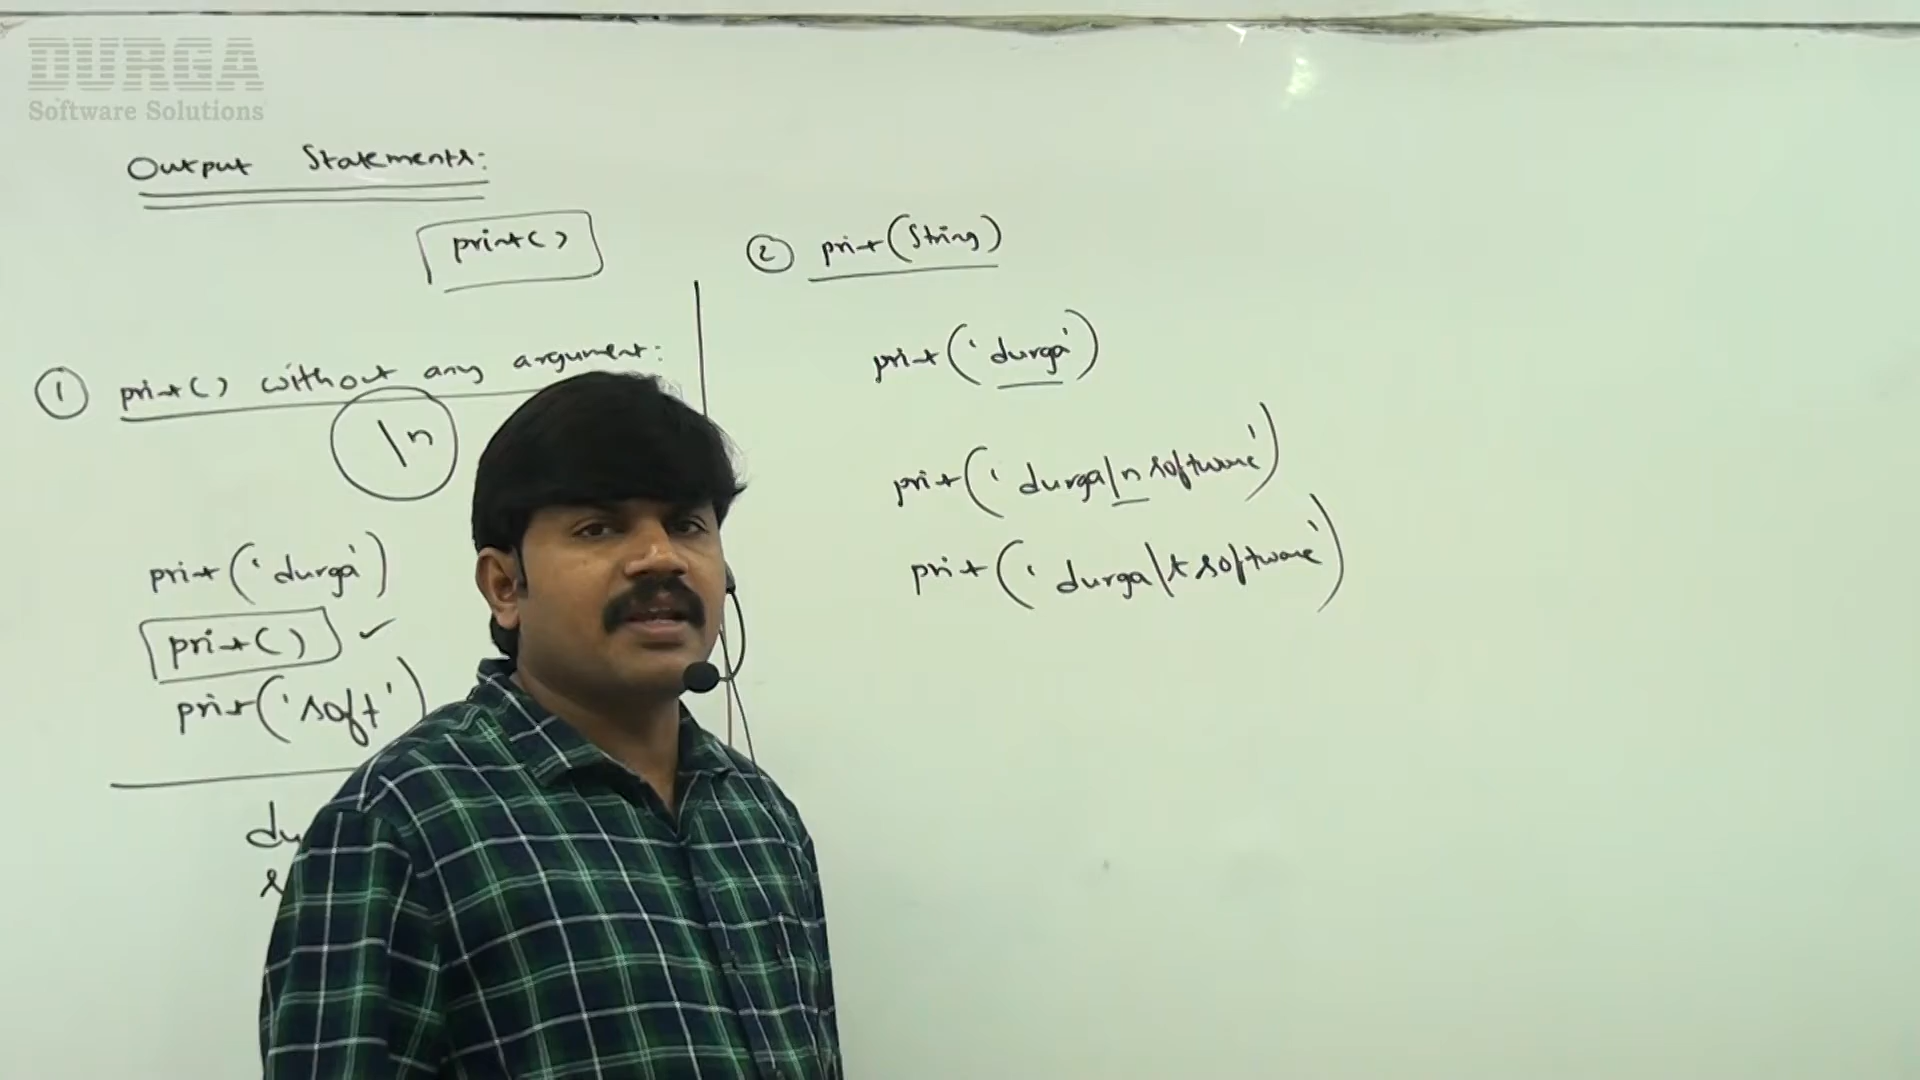 DURGA
Software Solutions
Output Statements:
print()
① print() without any argument:
\n
print('durga')
print() ✓
print('soft')
② print(String)
print('durga')
print('durga\n software')
print('durga\t software')